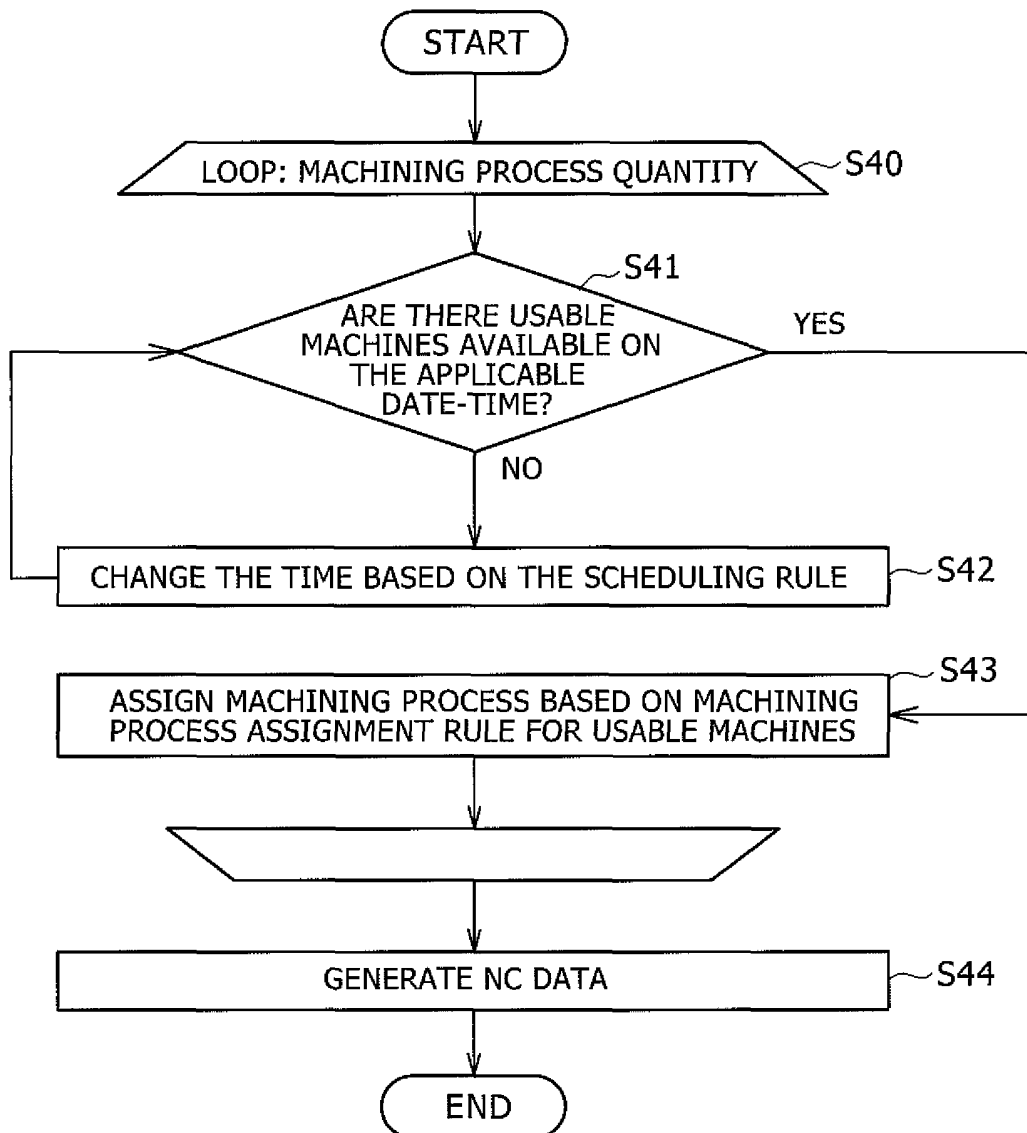 START
LOOP: MACHINING PROCESS QUANTITY
S40
S41
ARE THERE USABLE
MACHINES AVAILABLE ON
THE APPLICABLE
DATE-TIME?
YES
NO
CHANGE THE TIME BASED ON THE SCHEDULING RULE
S42
S43
ASSIGN MACHINING PROCESS BASED ON MACHINING
PROCESS ASSIGNMENT RULE FOR USABLE MACHINES
GENERATE NC DATA
S44
END